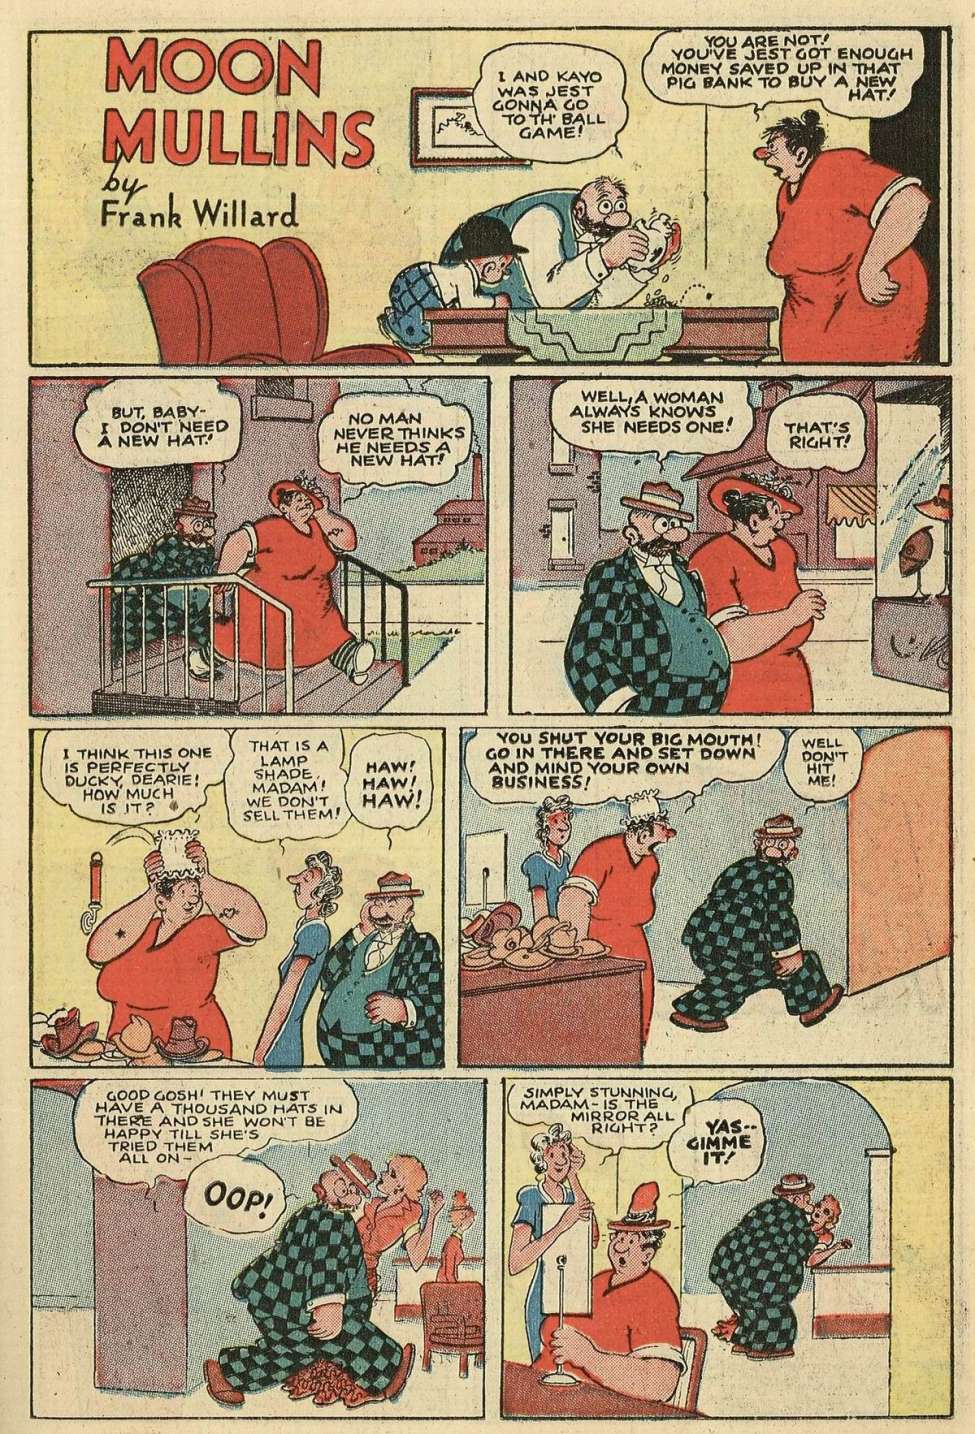 MOON
MULLINS
by
Frank Willard
I AND KAYO
WAS JEST
GONNA GO
TO TH' BALL
GAME!
YOU ARE NOT!
YOU'VE JEST GOT ENOUGH
MONEY SAVED UP IN THAT
PIG BANK TO BUY A NEW
HAT!
BUT, BABY-
I DON'T NEED
A NEW HAT!
NO MAN
NEVER THINKS
HE NEEDS A
NEW HAT!
WELL, A WOMAN
ALWAYS KNOWS
SHE NEEDS ONE!
THAT'S
RIGHT!
I THINK THIS ONE
IS PERFECTLY
DUCKY, DEARIE!
HOW MUCH
IS IT?
THAT IS A
LAMP
SHADE,
MADAM!
WE DON'T
SELL THEM!
HAW!
HAW!
HAW!
YOU SHUT YOUR BIG MOUTH!
GO IN THERE AND SET DOWN
AND MIND YOUR OWN
BUSINESS!
WELL
DON'T
HIT
ME!
GOOD GOSH! THEY MUST
HAVE A THOUSAND HATS IN
THERE AND SHE WON'T BE
HAPPY TILL SHE'S
TRIED THEM
ALL ON-
OOP!
SIMPLY STUNNING,
MADAM- IS THE
MIRROR ALL
RIGHT?
YAS--
GIMME
IT!